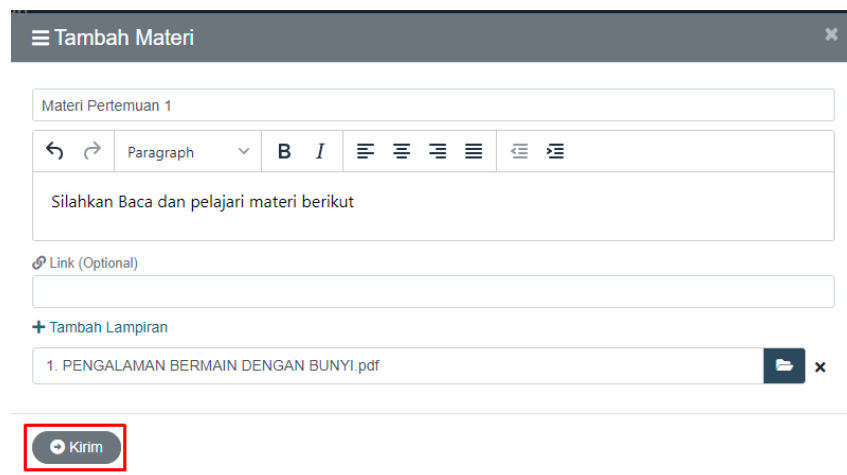 Tambah Materi
Materi Pertemuan 1
Paragraph B I
Silahkan Baca dan pelajari materi berikut
Link (Optional)
Tambah Lampiran
1. PENGALAMAN BERMAIN DENGAN BUNYI.pdf
Kirim